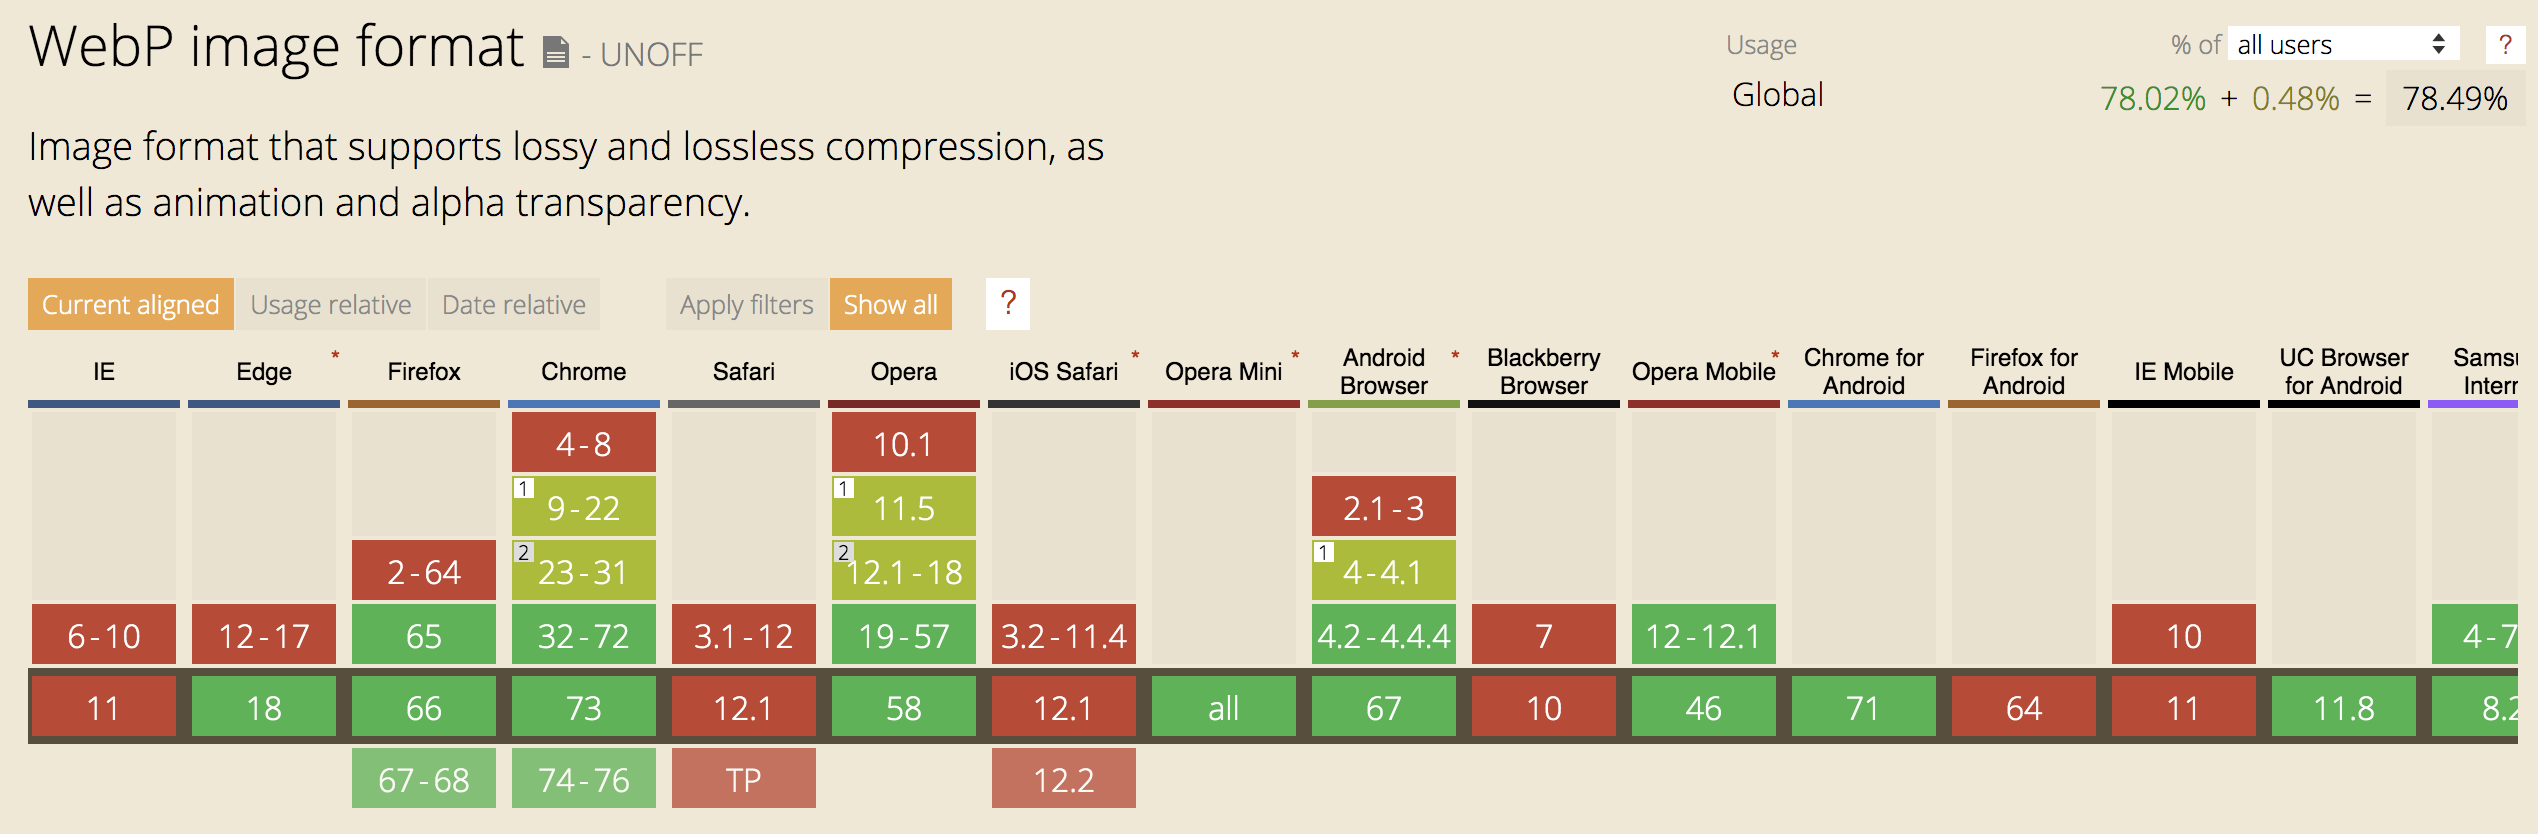 WebP image format - UNOFF
Usage % of all users ?
Global 78.02% + 0.48% = 78.49%
Image format that supports lossy and lossless compression, as
well as animation and alpha transparency.
Current aligned Usage relative Date relative Apply filters Show all ?
IE Edge * Firefox Chrome Safari Opera iOS Safari * Opera Mini * Android Browser * Blackberry Browser Opera Mobile * Chrome for Android Firefox for Android IE Mobile UC Browser for Android
4-8 10.1
1 9-22 1 11.5 2.1-3
2-64 2 23-31 2 12.1-18 1 4-4.1
6-10 12-17 65 32-72 3.1-12 19-57 3.2-11.4 4.2-4.4.4 7 12-12.1 10 4-7
11 18 66 73 12.1 58 12.1 all 67 10 46 71 64 11 11.8 8.2
67-68 74-76 TP 12.2